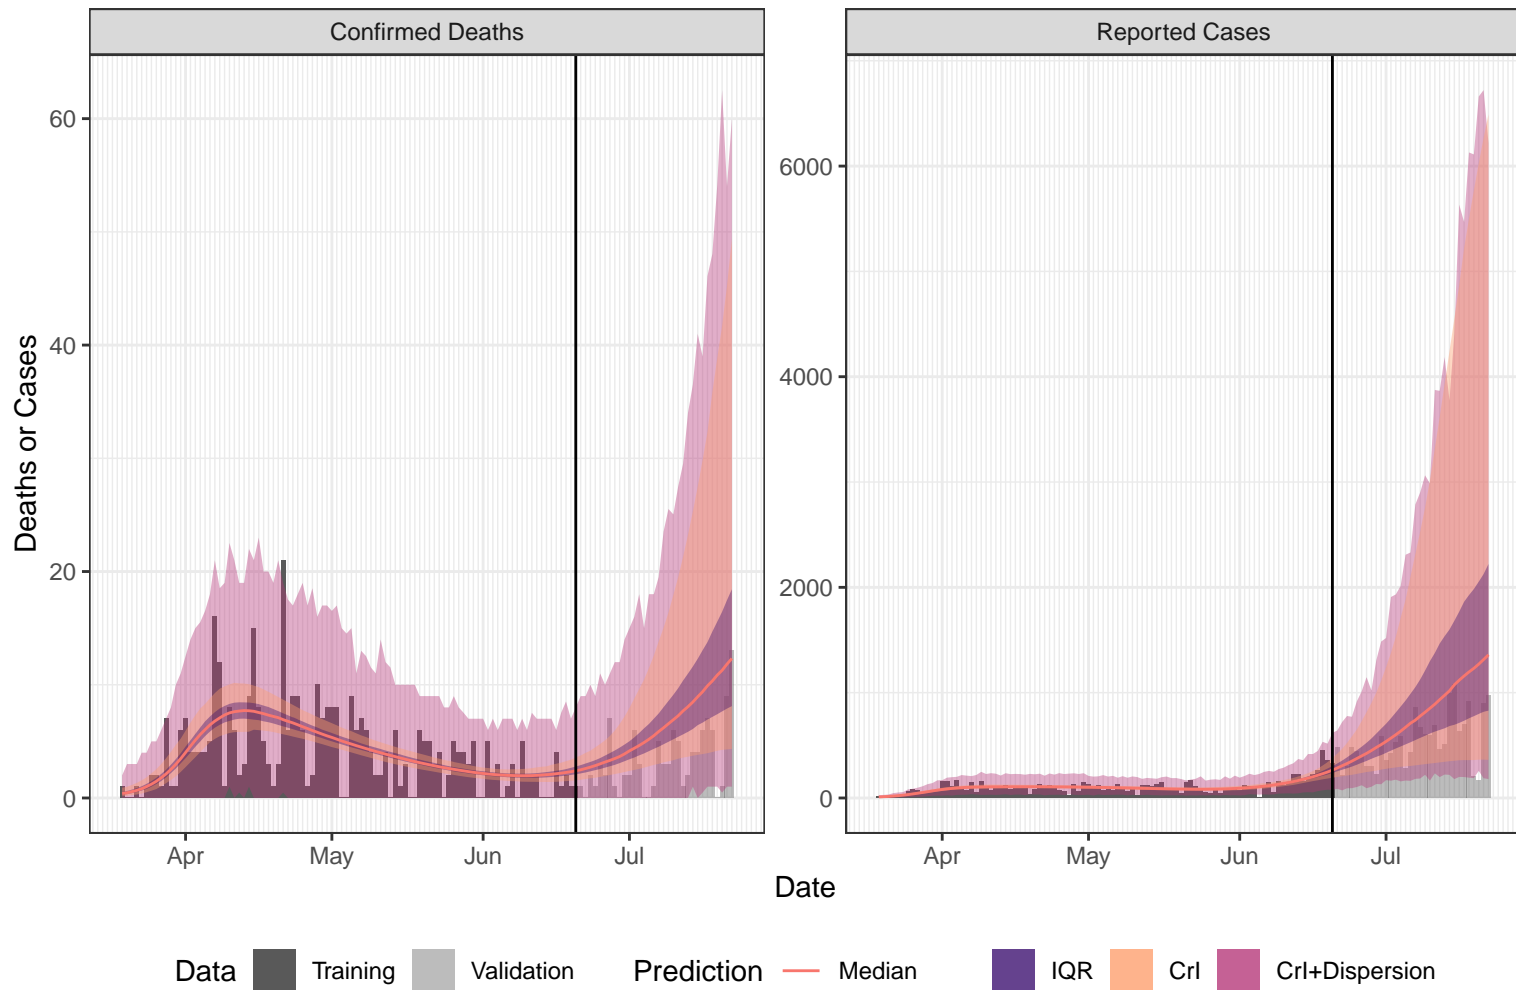 Confirmed Deaths
Reported Cases
Deaths or Cases
60
40
20
0
6000
4000
2000
0
Apr
May
Jun
Jul
Apr
May
Jun
Jul
Date
Data
Training
Validation
Prediction
Median
IQR
CrI
CrI+Dispersion